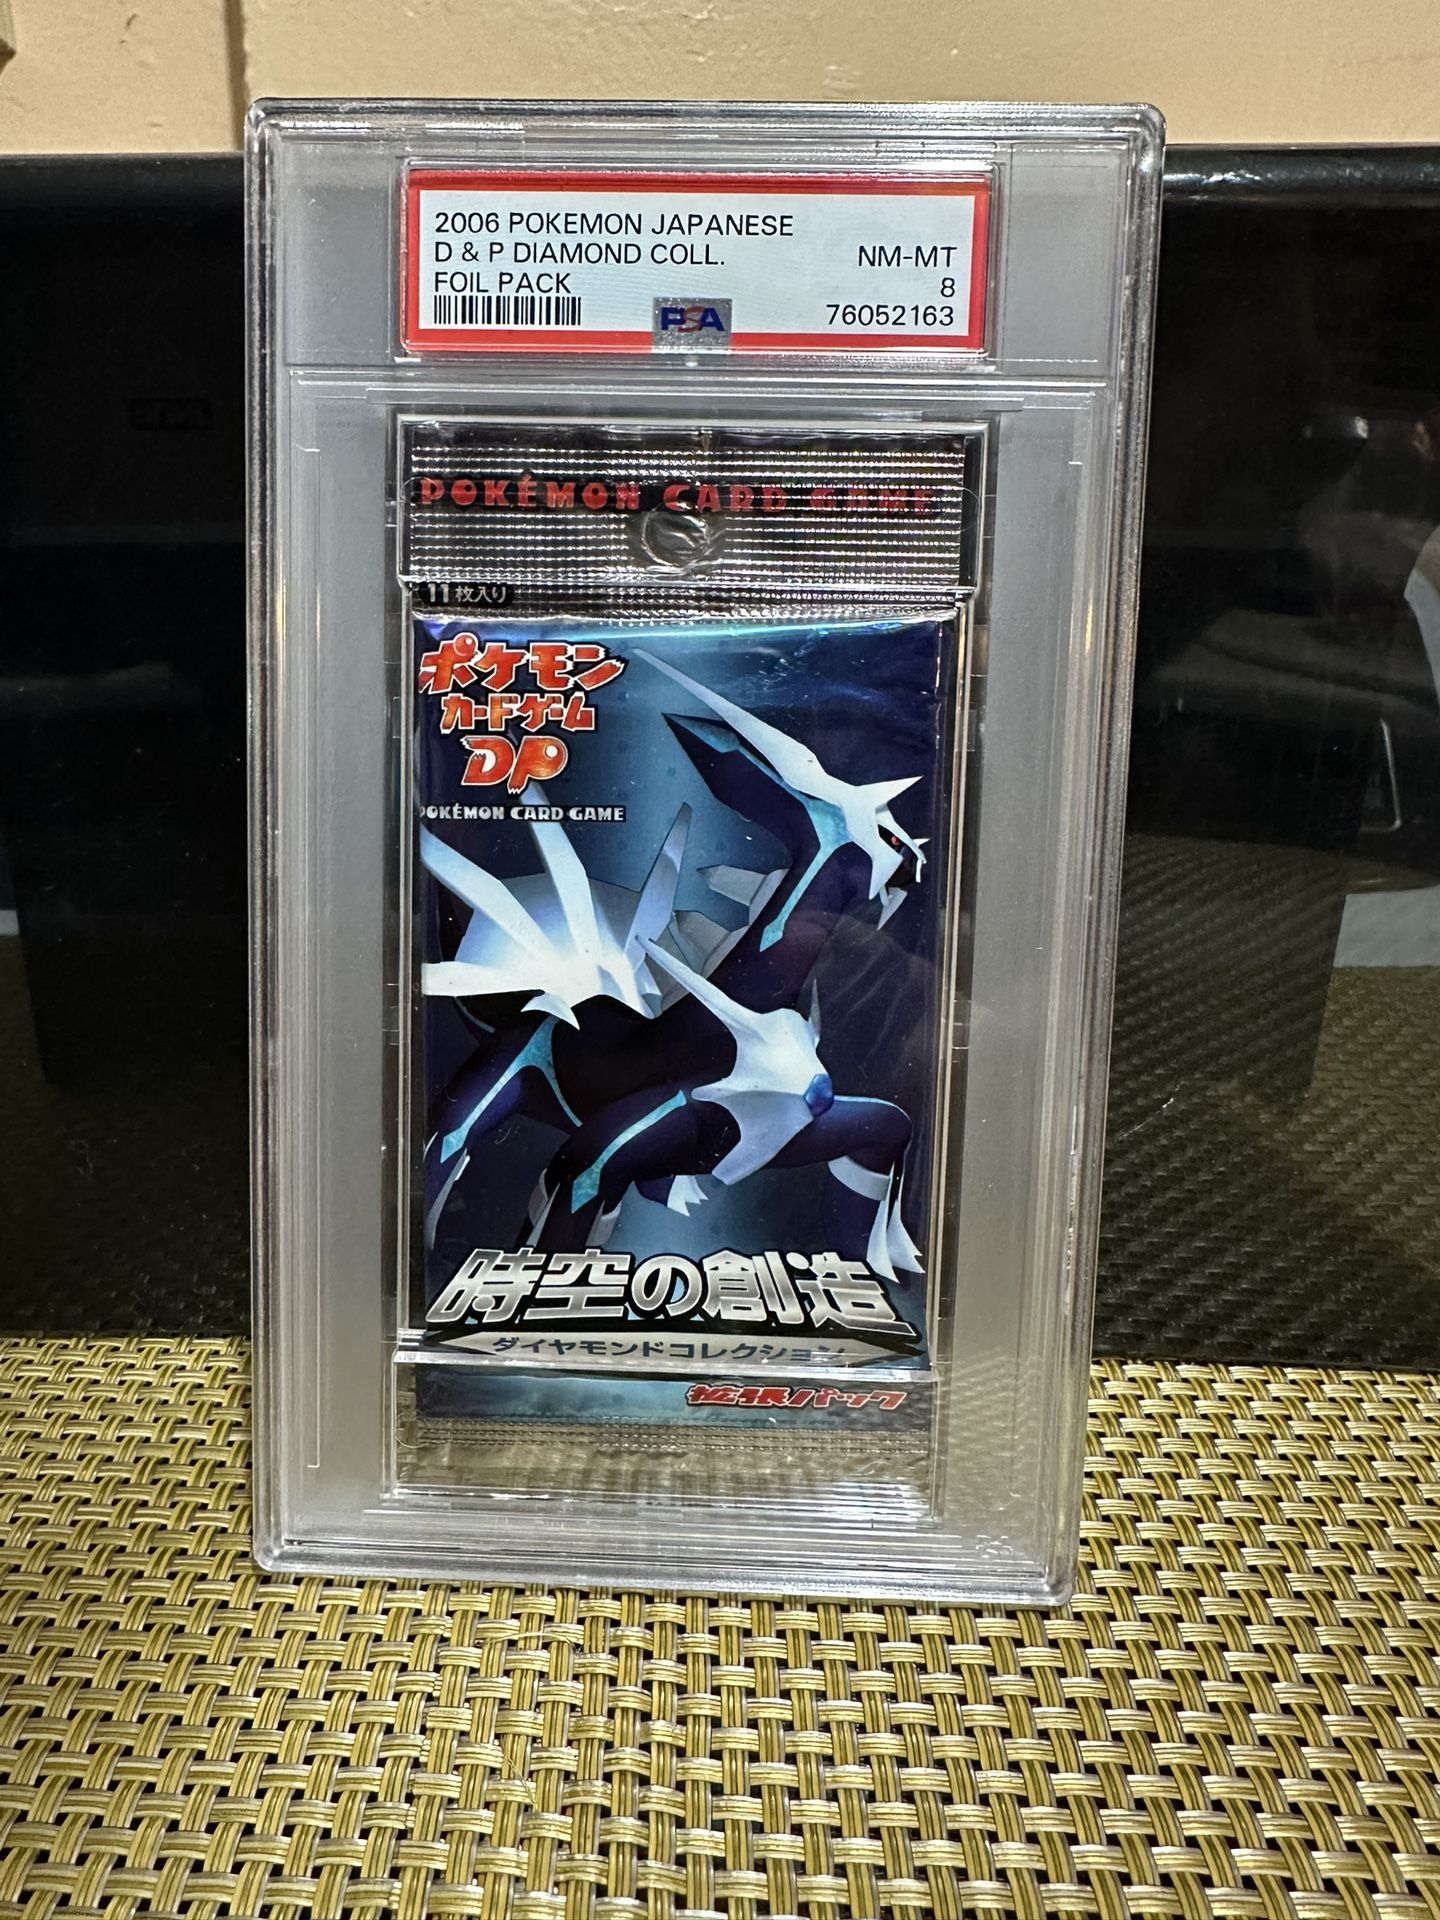 2006 POKEMON JAPANESE
D & P DIAMOND COLL.
NM-MT
FOIL PACK
8
PSA
76052163
POKÉMON CARD GAME
11枚入り
ポケモン
カードゲーム
DP
POKÉMON CARD GAME
時空の創造
ダイヤモンドコレクション
拡張パック